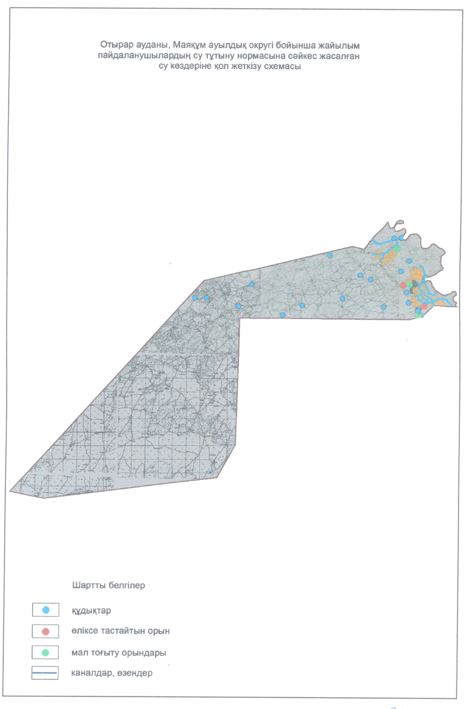 Отырар ауданы, Маяқұм ауылдық округі бойынша жайылым
пайдаланушылардың су тұтыну нормасына сәйкес жасалған
су көздеріне қол жеткізу схемасы
Шартты белгілер
құдықтар
өліксе тастайтын орын
мал тоғыту орындары
каналдар, өзендер